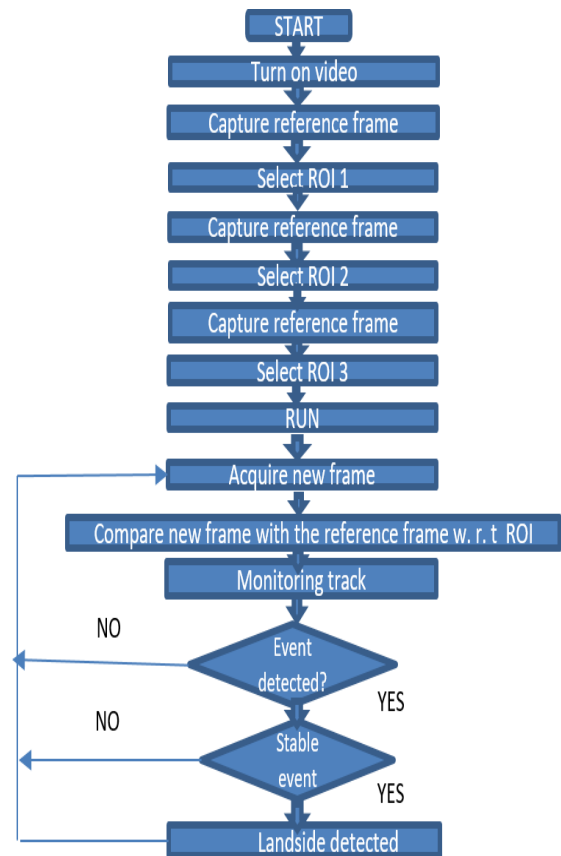 START
Turn on video
Capture reference frame
Select ROI 1
Capture reference frame
Select ROI 2
Capture reference frame
Select ROI 3
RUN
Acquire new frame
Compare new frame with the reference frame w. r. t ROI
Monitoring track
NO
Event
detected?
YES
NO
Stable
event
YES
Landside detected